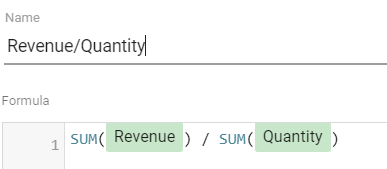 Name
Revenue/Quantity
Formula
1 SUM( Revenue ) / SUM( Quantity )